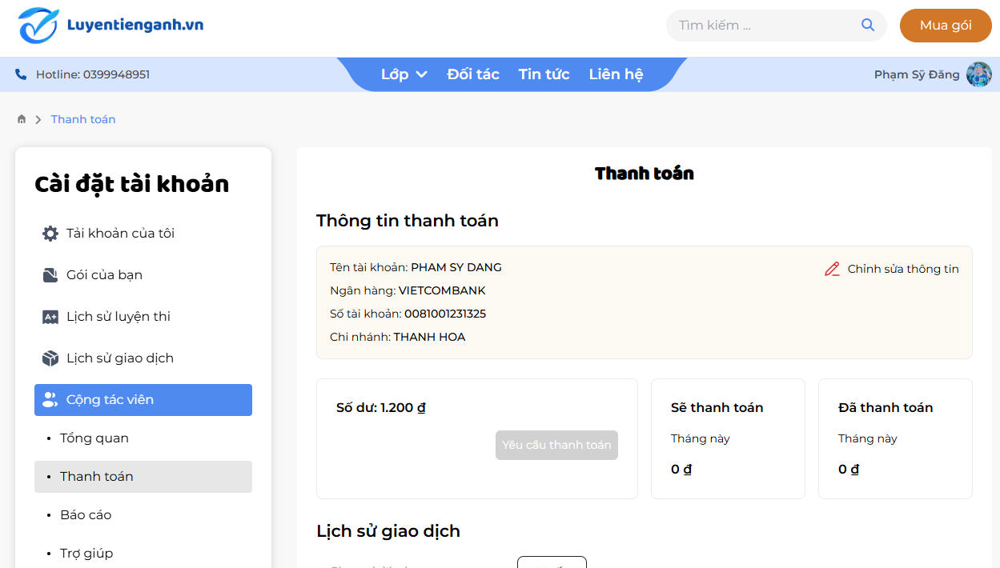 Luyentienganh.vn
Tìm kiếm ...
Mua gói
Hotline: 0399948951
Lớp
Đối tác
Tin tức
Liên hệ
Phạm Sỹ Đăng
Thanh toán
Cài đặt tài khoản
Tải khoản của tôi
Gói của bạn
A+
Lịch sử luyện thi
Lịch sử giao dịch
Cộng tác viên
• Tổng quan
• Thanh toán
• Báo cáo
• Trợ giúp
Thanh toán
Thông tin thanh toán
Tên tài khoản: PHAM SY DANG
Chỉnh sửa thông tin
Ngân hàng: VIETCOMBANK
Số tài khoản: 0081001231325
Chi nhánh: THANH HOA
Số dư: 1.200 ₫
Yêu cầu thanh toán
Sẽ thanh toán
Tháng này
0 ₫
Đã thanh toán
Tháng này
0 ₫
Lịch sử giao dịch